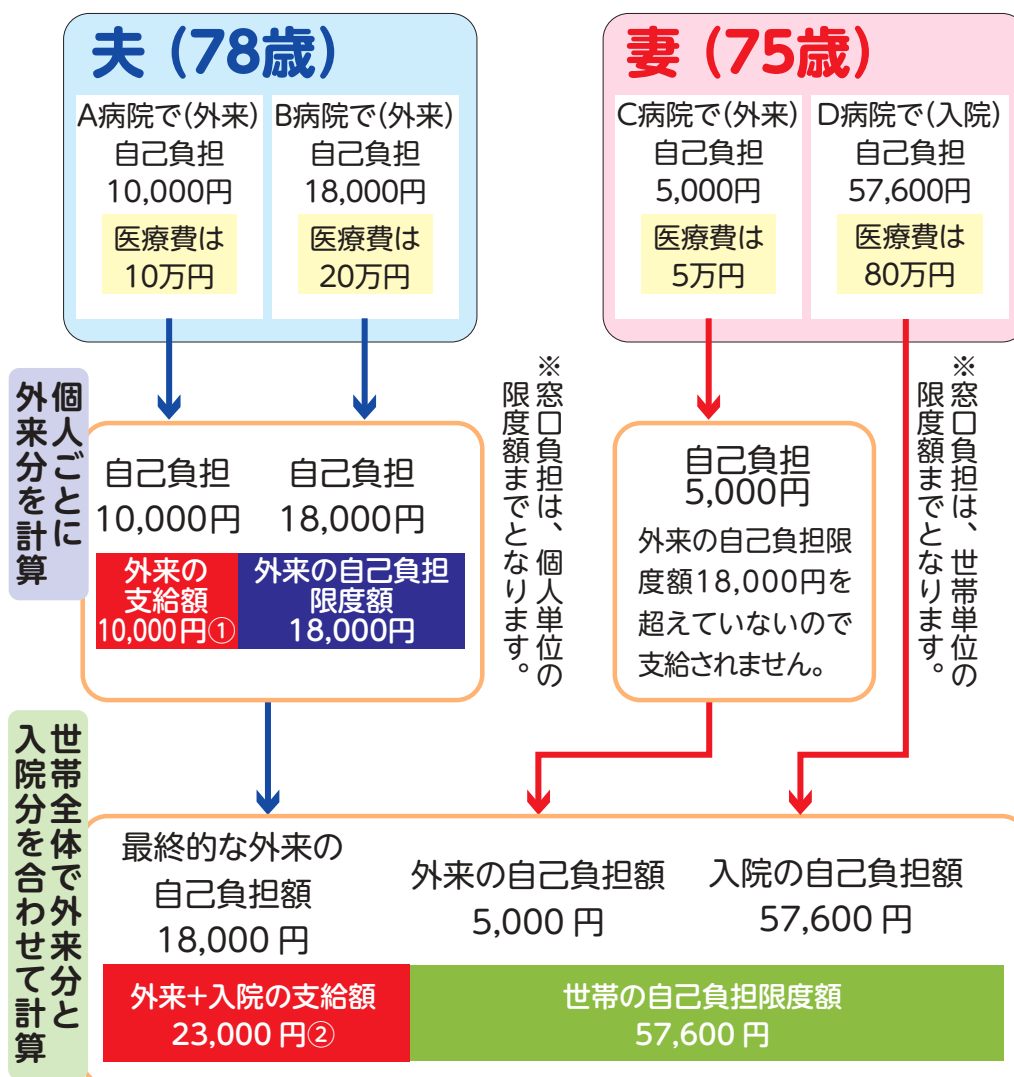 夫（78歳）
A病院で(外来)
自己負担
10,000円
医療費は
10万円
B病院で(外来)
自己負担
18,000円
医療費は
20万円
妻（75歳）
C病院で(外来)
自己負担
5,000円
医療費は
5万円
D病院で(入院)
自己負担
57,600円
医療費は
80万円
個人ごとに
外来分を計算
自己負担
10,000円
自己負担
18,000円
外来の
支給額
10,000円①
外来の自己負担
限度額
18,000円
※窓口負担は、個人単位の
限度額までとなります。
自己負担
5,000円
外来の自己負担限
度額18,000円を
超えていないので
支給されません。
※窓口負担は、世帯単位の
限度額までとなります。
世帯全体で外来分と
入院分を合わせて計算
最終的な外来の
自己負担額
18,000 円
外来の自己負担額
5,000 円
入院の自己負担額
57,600 円
外来+入院の支給額
23,000 円②
世帯の自己負担限度額
57,600 円